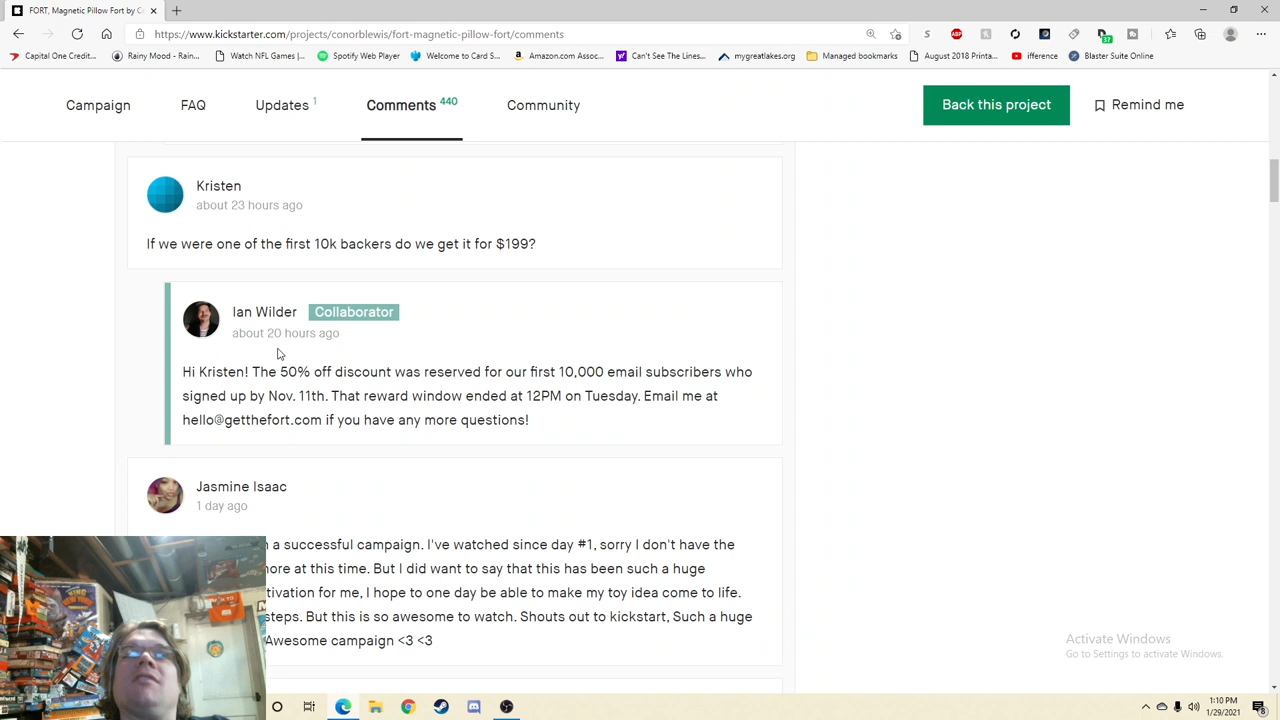 FORT, Magnetic Pillow Fort by C
https://www.kickstarter.com/projects/conorblewis/fort-magnetic-pillow-fort/comments
Capital One Credit...
Rainy Mood - Rain...
Watch NFL Games |...
Spotify Web Player
Welcome to Card S...
Amazon.com Assoc...
Can't See The Lines...
mygreatlakes.org
Managed bookmarks
August 2018 Printa...
ifference
Blaster Suite Online
Campaign
FAQ
Updates 1
Comments 440
Community
Back this project
Remind me
Kristen
about 23 hours ago
If we were one of the first 10k backers do we get it for $199?
Ian Wilder Collaborator
about 20 hours ago
Hi Kristen! The 50% off discount was reserved for our first 10,000 email subscribers who
signed up by Nov. 11th. That reward window ended at 12PM on Tuesday. Email me at
hello@getthefort.com if you have any more questions!
Jasmine Isaac
1 day ago
a successful campaign. I've watched since day #1, sorry I don't have the
at this time. But I did want to say that this has been such a huge
for me, I hope to one day be able to make my toy idea come to life.
steps. But this is so awesome to watch. Shouts out to kickstart, Such a huge
Awesome campaign <3 <3
Activate Windows
Go to Settings to activate Windows.
1:10 PM
1/29/2021